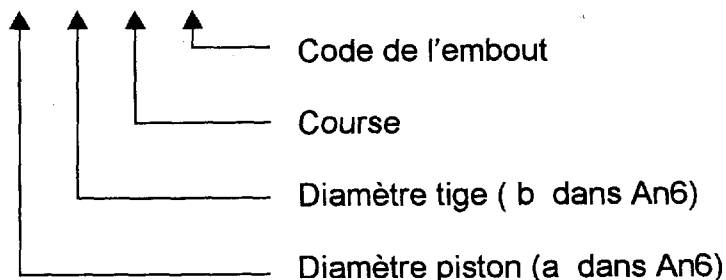 Code de l'embout
Course
Diamètre tige ( b dans An6)
Diamètre piston (a dans An6)